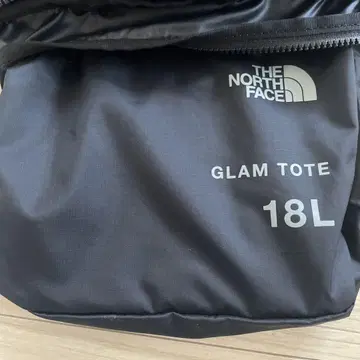 THE
NORTH
FACE
GLAM TOTE
18L